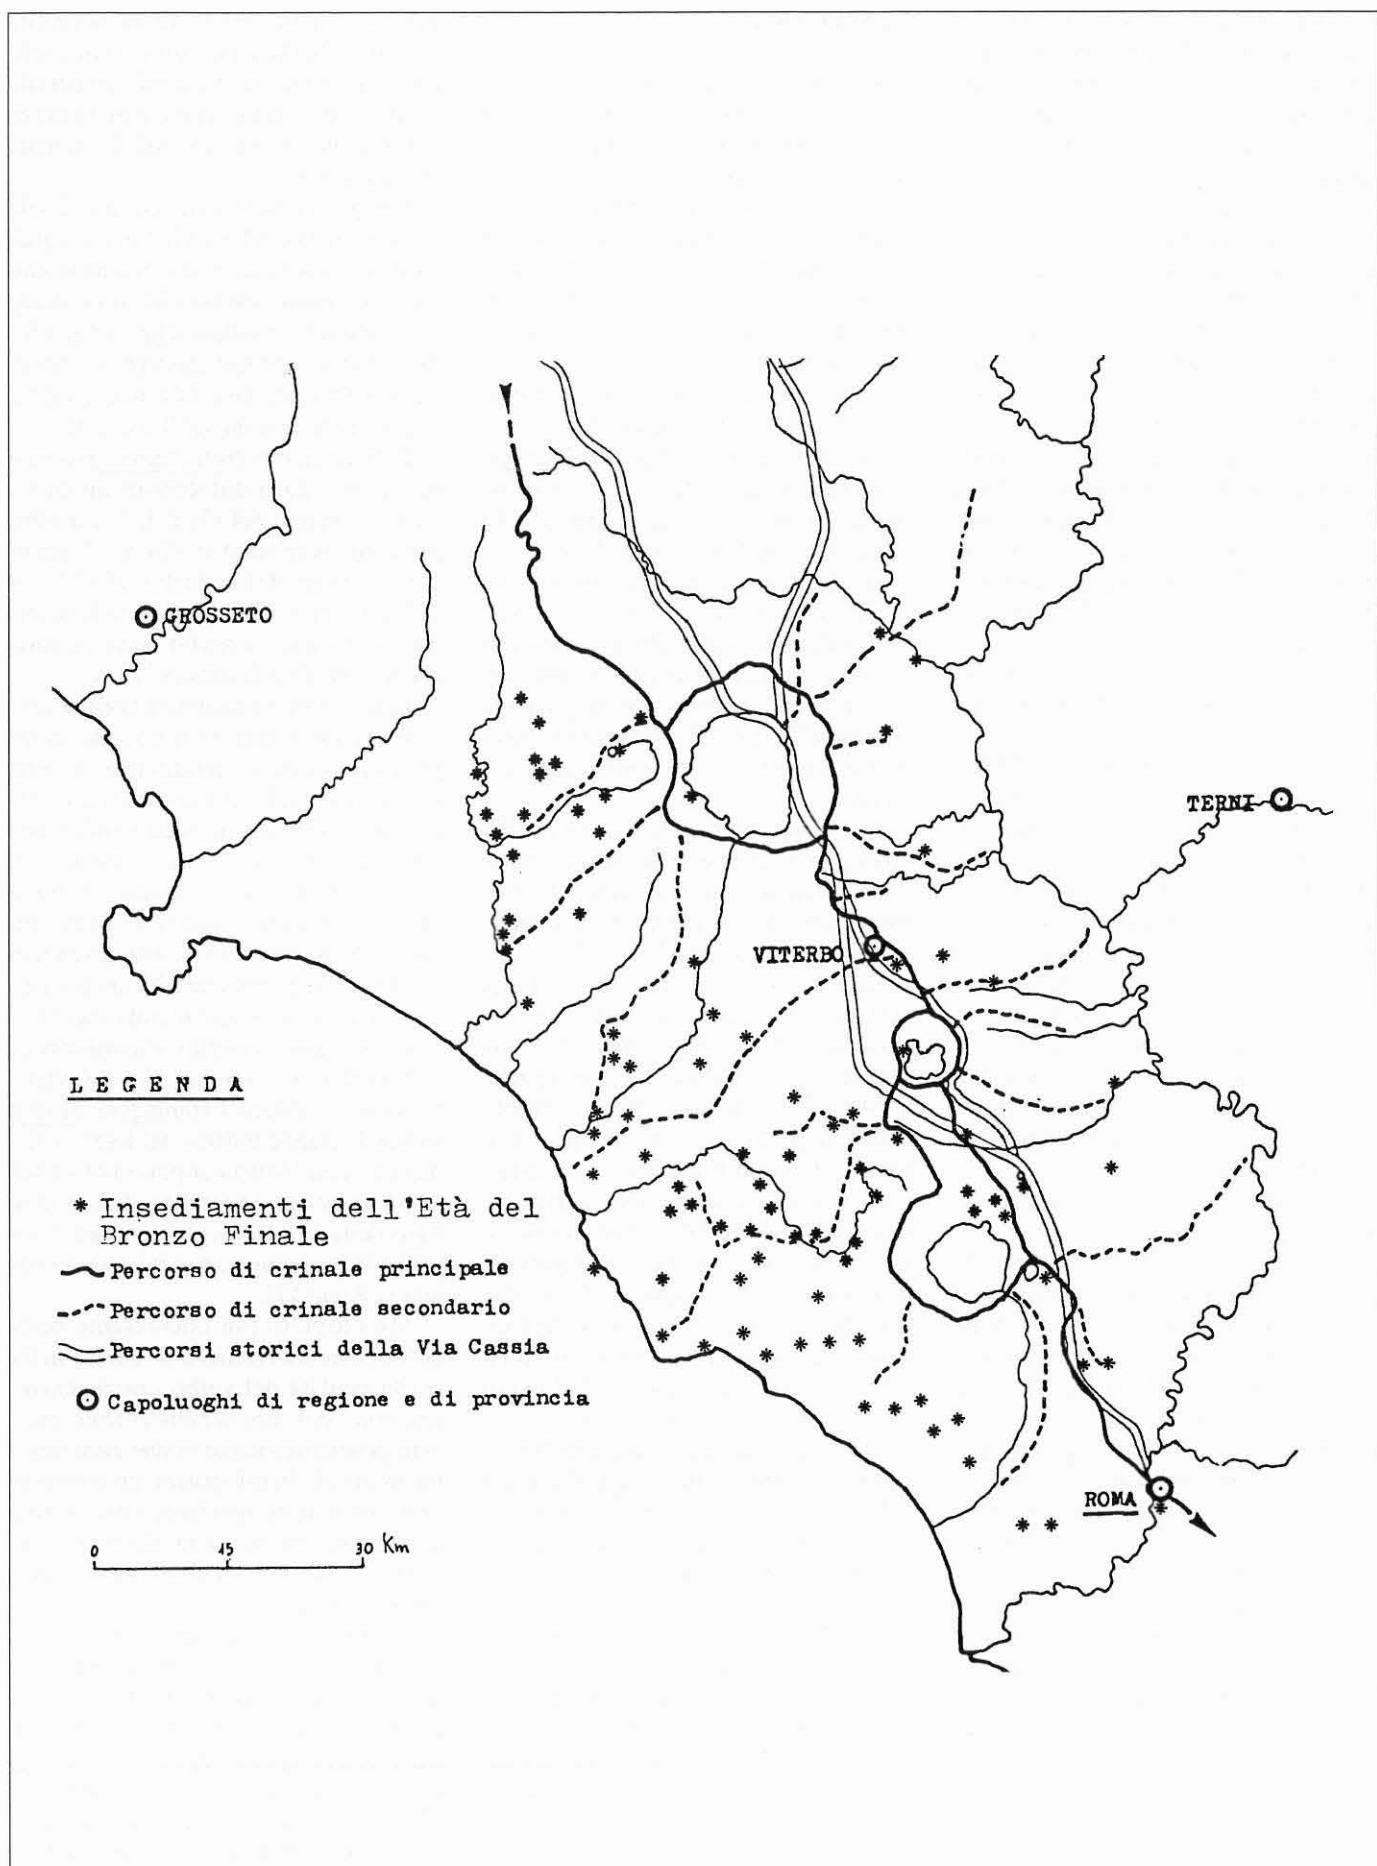 GROSSETO
TERNI
VITERBO
LEGENDA
* Insediamenti dell'Età del
Bronzo Finale
Percorso di crinale principale
Percorso di crinale secondario
Percorsi storici della Via Cassia
Capoluoghi di regione e di provincia
ROMA
0 15 30 Km